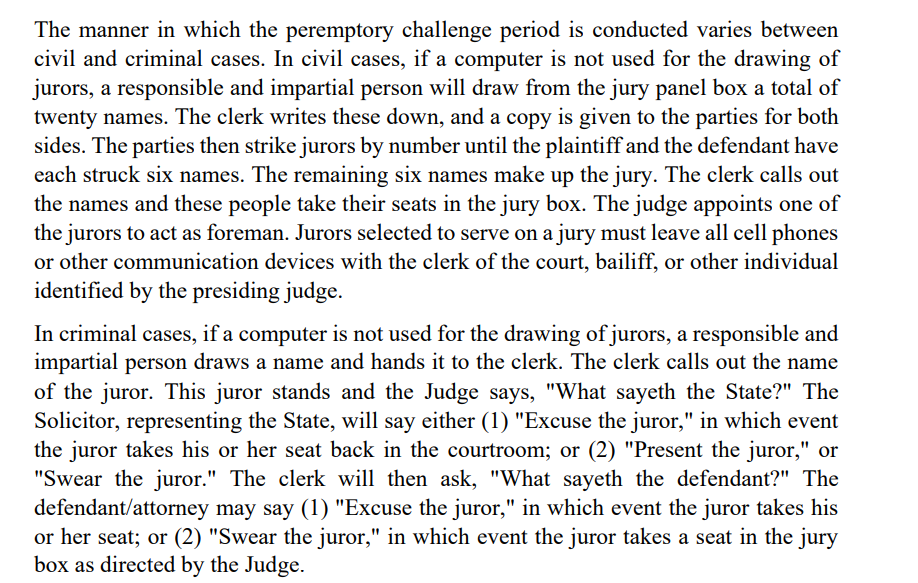 The manner in which the peremptory challenge period is conducted varies between
civil and criminal cases. In civil cases, if a computer is not used for the drawing of
jurors, a responsible and impartial person will draw from the jury panel box a total of
twenty names. The clerk writes these down, and a copy is given to the parties for both
sides. The parties then strike jurors by number until the plaintiff and the defendant have
each struck six names. The remaining six names make up the jury. The clerk calls out
the names and these people take their seats in the jury box. The judge appoints one of
the jurors to act as foreman. Jurors selected to serve on a jury must leave all cell phones
or other communication devices with the clerk of the court, bailiff, or other individual
identified by the presiding judge.
In criminal cases, if a computer is not used for the drawing of jurors, a responsible and
impartial person draws a name and hands it to the clerk. The clerk calls out the name
of the juror. This juror stands and the Judge says, "What sayeth the State?" The
Solicitor, representing the State, will say either (1) "Excuse the juror," in which event
the juror takes his or her seat back in the courtroom; or (2) "Present the juror," or
"Swear the juror." The clerk will then ask, "What sayeth the defendant?" The
defendant/attorney may say (1) "Excuse the juror," in which event the juror takes his
or her seat; or (2) "Swear the juror," in which event the juror takes a seat in the jury
box as directed by the Judge.